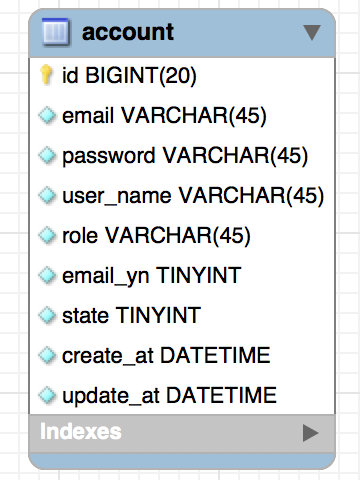 account
id BIGINT(20)
email VARCHAR(45)
password VARCHAR(45)
user_name VARCHAR(45)
role VARCHAR(45)
email_yn TINYINT
state TINYINT
create_at DATETIME
update_at DATETIME
Indexes